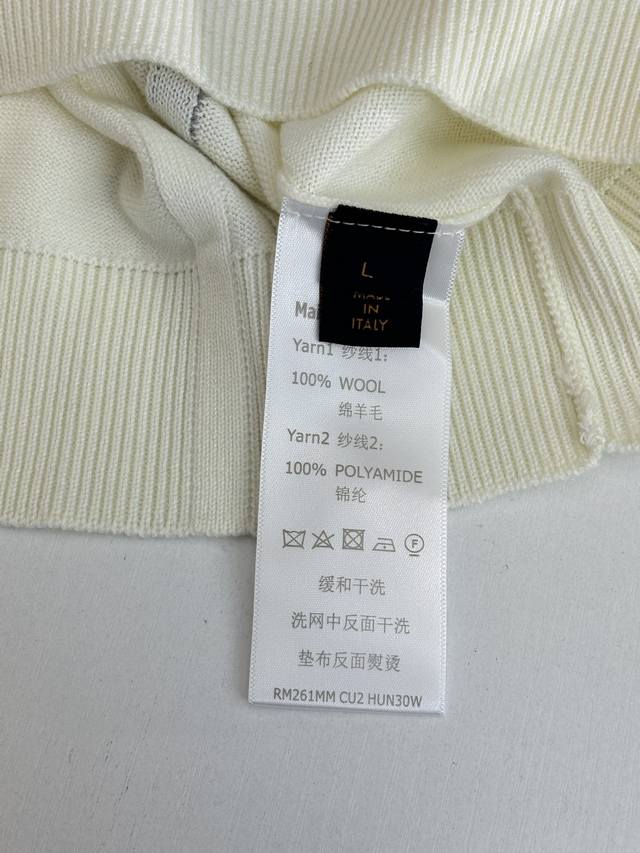 L
MADE
IN
ITALY
Mai
Yarn1 纱线1:
100% WOOL
绵羊毛
Yarn2 纱线2:
100% POLYAMIDE
锦纶
F
缓和干洗
洗网中反面干洗
垫布反面熨烫
RM261MM CU2 HUN30W